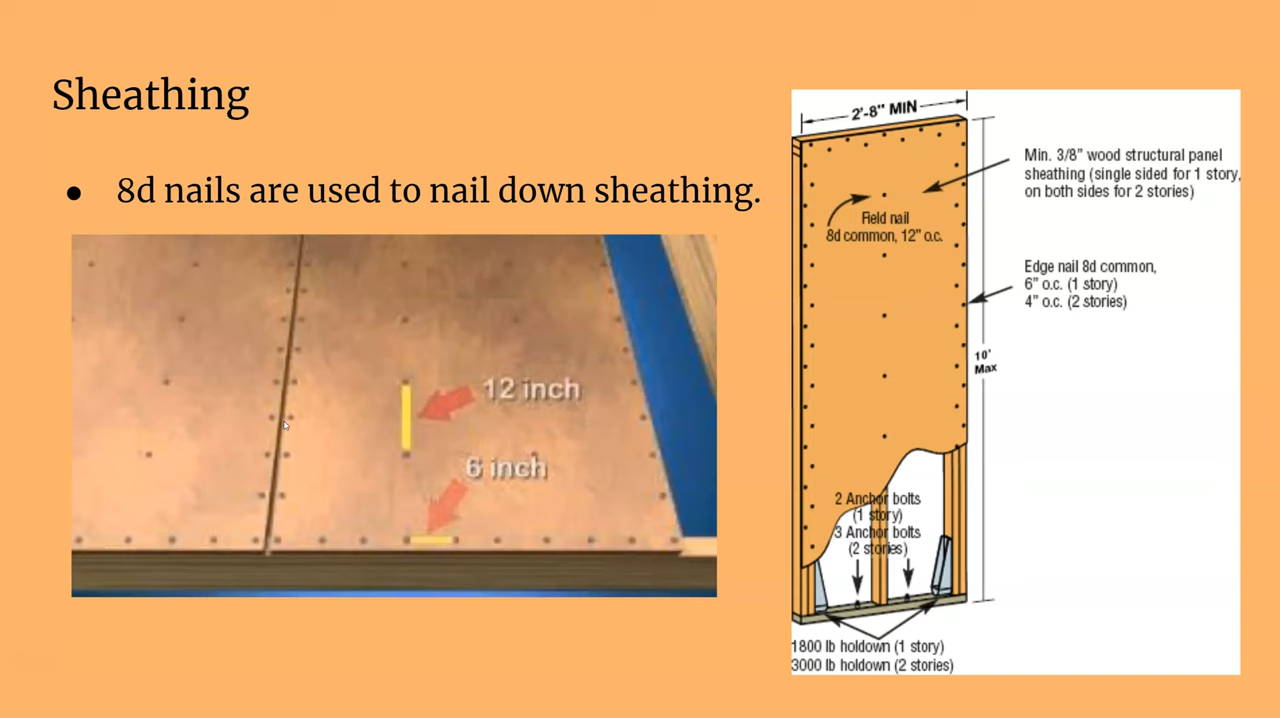 Sheathing
● 8d nails are used to nail down sheathing.
12 inch
6 inch
2'-8" MIN
Min. 3/8” wood structural panel
sheathing (single sided for 1 story,
on both sides for 2 stories)
Field nail
8d common, 12” o.c.
Edge nail 8d common,
6” o.c. (1 story)
4” o.c. (2 stories)
10'
Max
2 Anchor bolts
(1 story)
3 Anchor bolts
(2 stories)
1800 lb holdown (1 story)
3000 lb holdown (2 stories)